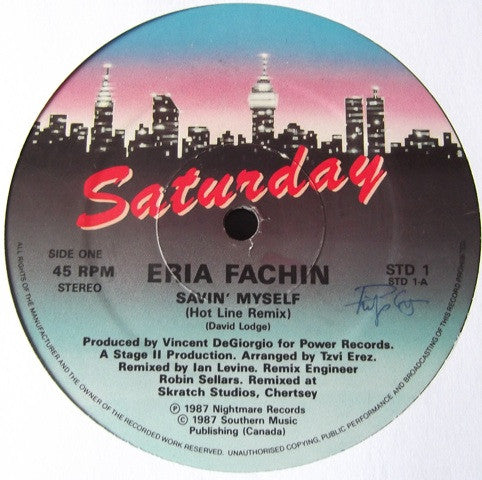 Saturday
SIDE ONE
45 RPM
STEREO
ERIA FACHIN
SAVIN' MYSELF
(Hot Line Remix)
(David Lodge)
STD 1
STD 1-A
Produced by Vincent DeGiorgio for Power Records.
A Stage II Production. Arranged by Tzvi Erez.
Remixed by Ian Levine. Remix Engineer
Robin Sellars. Remixed at
Skratch Studios, Chertsey
℗ 1987 Nightmare Records
© 1987 Southern Music
Publishing (Canada)
ALL RIGHTS OF THE MANUFACTURER AND THE OWNER OF THE RECORDED WORK RESERVED. UNAUTHORISED COPYING, PUBLIC PERFORMANCE AND BROADCASTING OF THIS RECORD PROHIBITED.